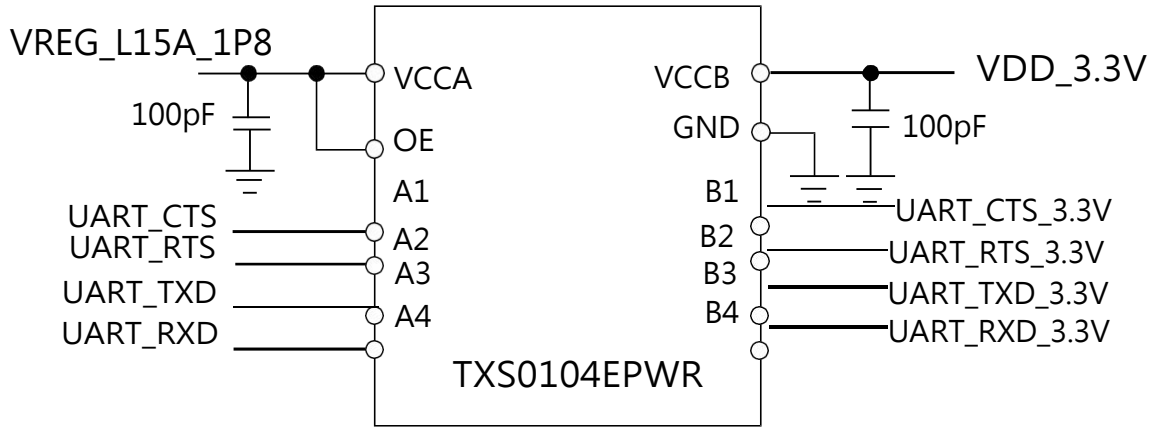 VREG_L15A_1P8
VCCA
VCCB
VDD_3.3V
100pF
OE
GND
100pF
A1
B1
UART_CTS
UART_CTS_3.3V
A2
B2
UART_RTS
UART_RTS_3.3V
A3
B3
UART_TXD
UART_TXD_3.3V
A4
B4
UART_RXD
UART_RXD_3.3V
TXS0104EPWR